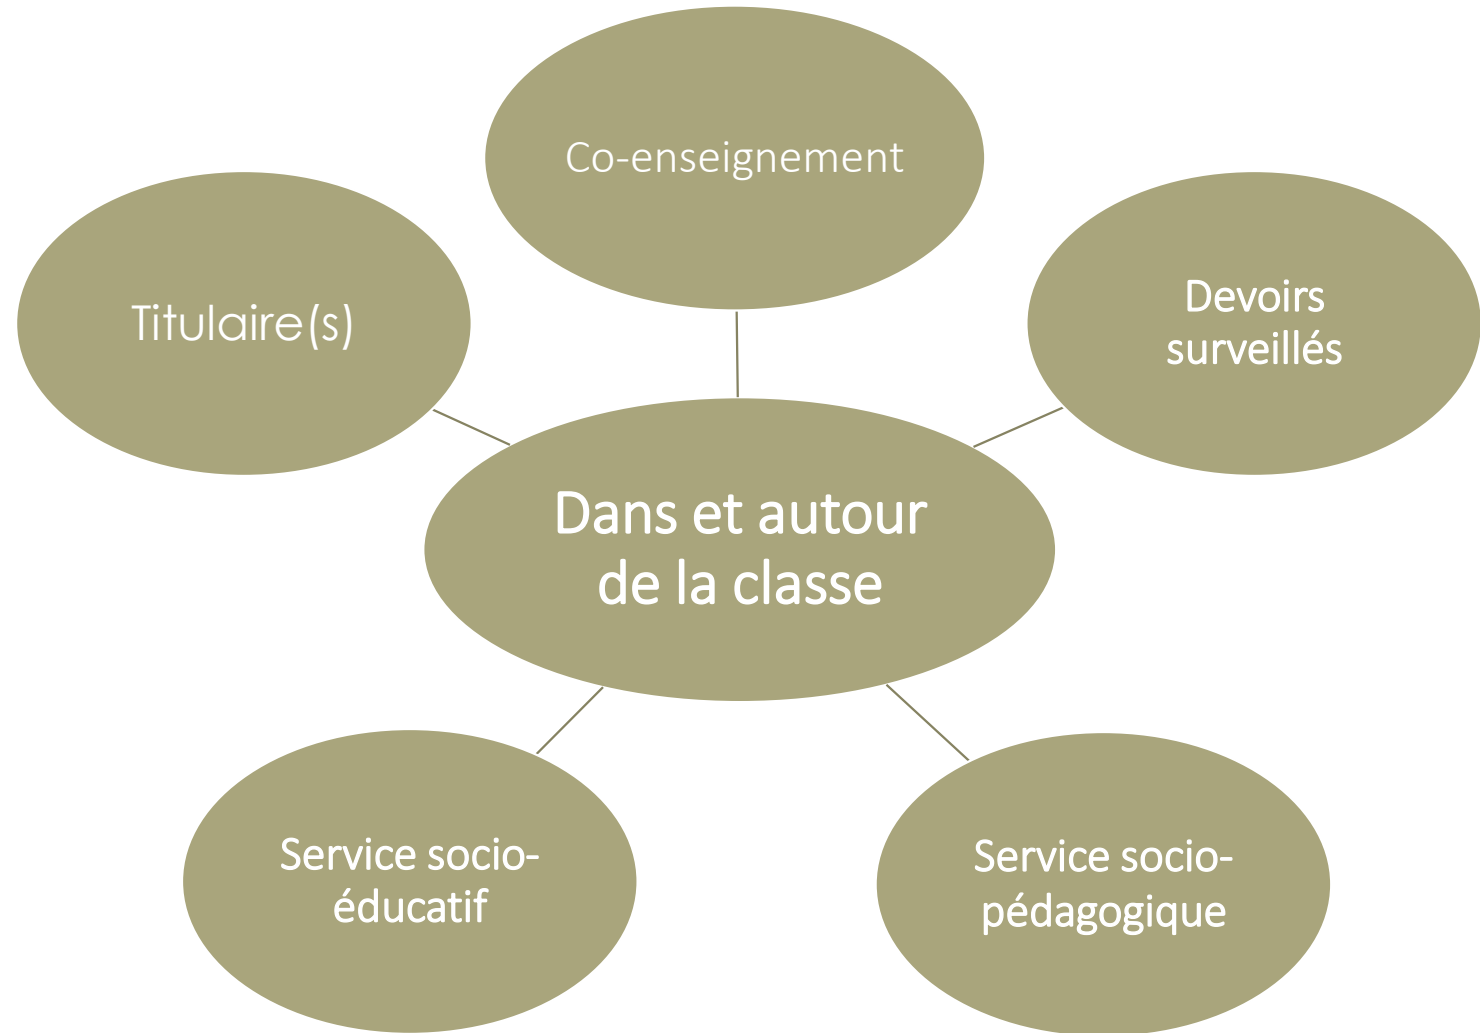 Co-enseignement
Titulaire(s)
Devoirs
surveillés
Dans et autour
de la classe
Service socio-
éducatif
Service socio-
pédagogique